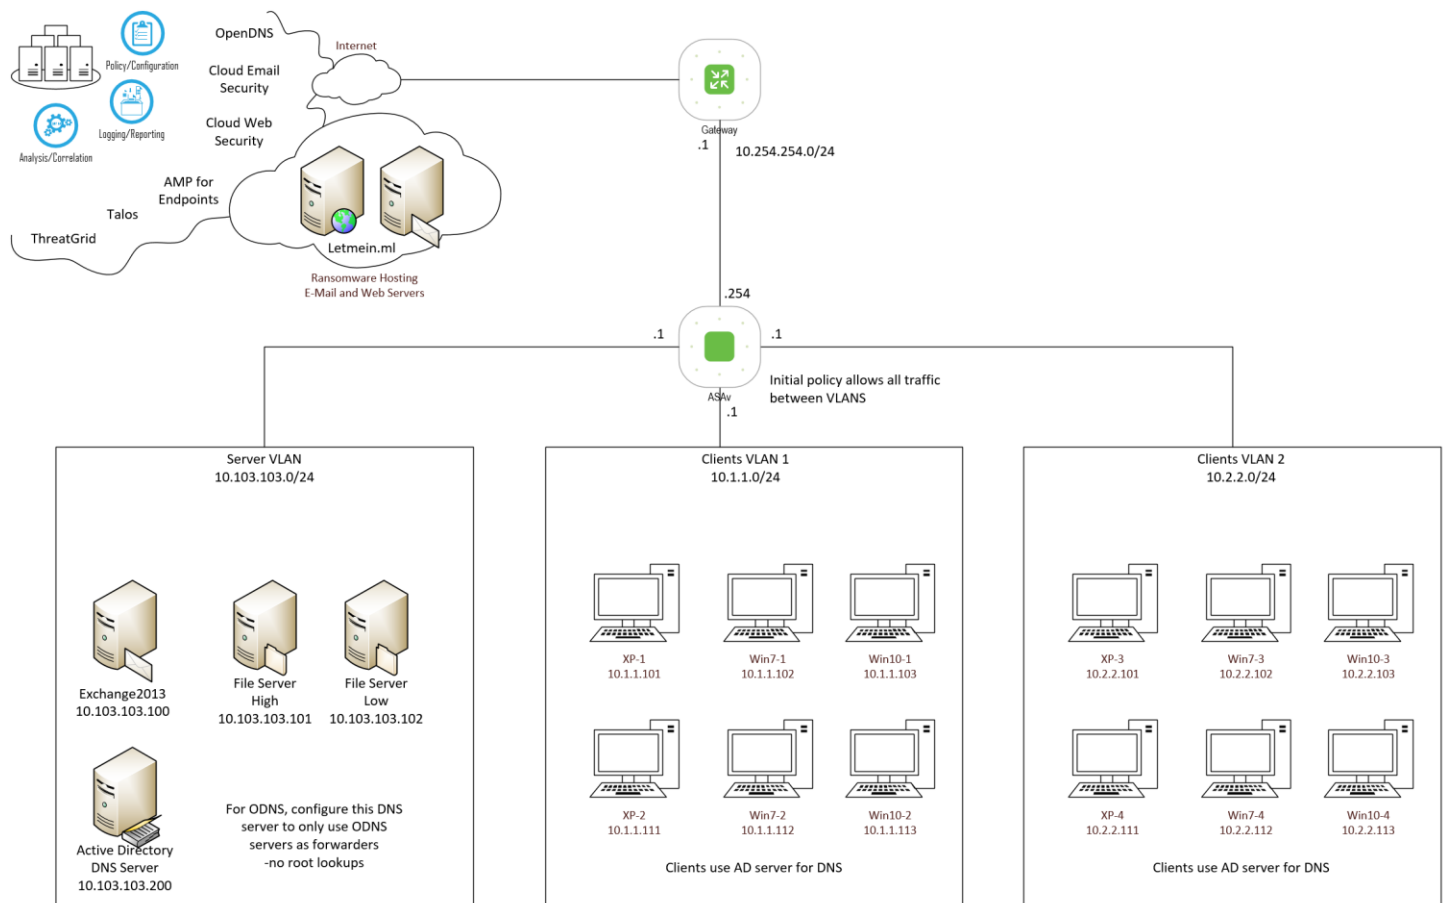 OpenDNS
Internet
Policy/Configuration
Cloud Email
Security
Logging/Reporting
Cloud Web
Security
Analysis/Correlation
AMP for
Endpoints
Talos
ThreatGrid
Letmein.ml
Ransomware Hosting
E-Mail and Web Servers
Gateway
.1
10.254.254.0/24
.254
.1
.1
ASAv
.1
Initial policy allows all traffic
between VLANS
Server VLAN
10.103.103.0/24
Exchange2013
10.103.103.100
File Server
High
10.103.103.101
File Server
Low
10.103.103.102
Active Directory
DNS Server
10.103.103.200
For ODNS, configure this DNS
server to only use ODNS
servers as forwarders
-no root lookups
Clients VLAN 1
10.1.1.0/24
XP-1
10.1.1.101
Win7-1
10.1.1.102
Win10-1
10.1.1.103
XP-2
10.1.1.111
Win7-2
10.1.1.112
Win10-2
10.1.1.113
Clients use AD server for DNS
Clients VLAN 2
10.2.2.0/24
XP-3
10.2.2.101
Win7-3
10.2.2.102
Win10-3
10.2.2.103
XP-4
10.2.2.111
Win7-4
10.2.2.112
Win10-4
10.2.2.113
Clients use AD server for DNS